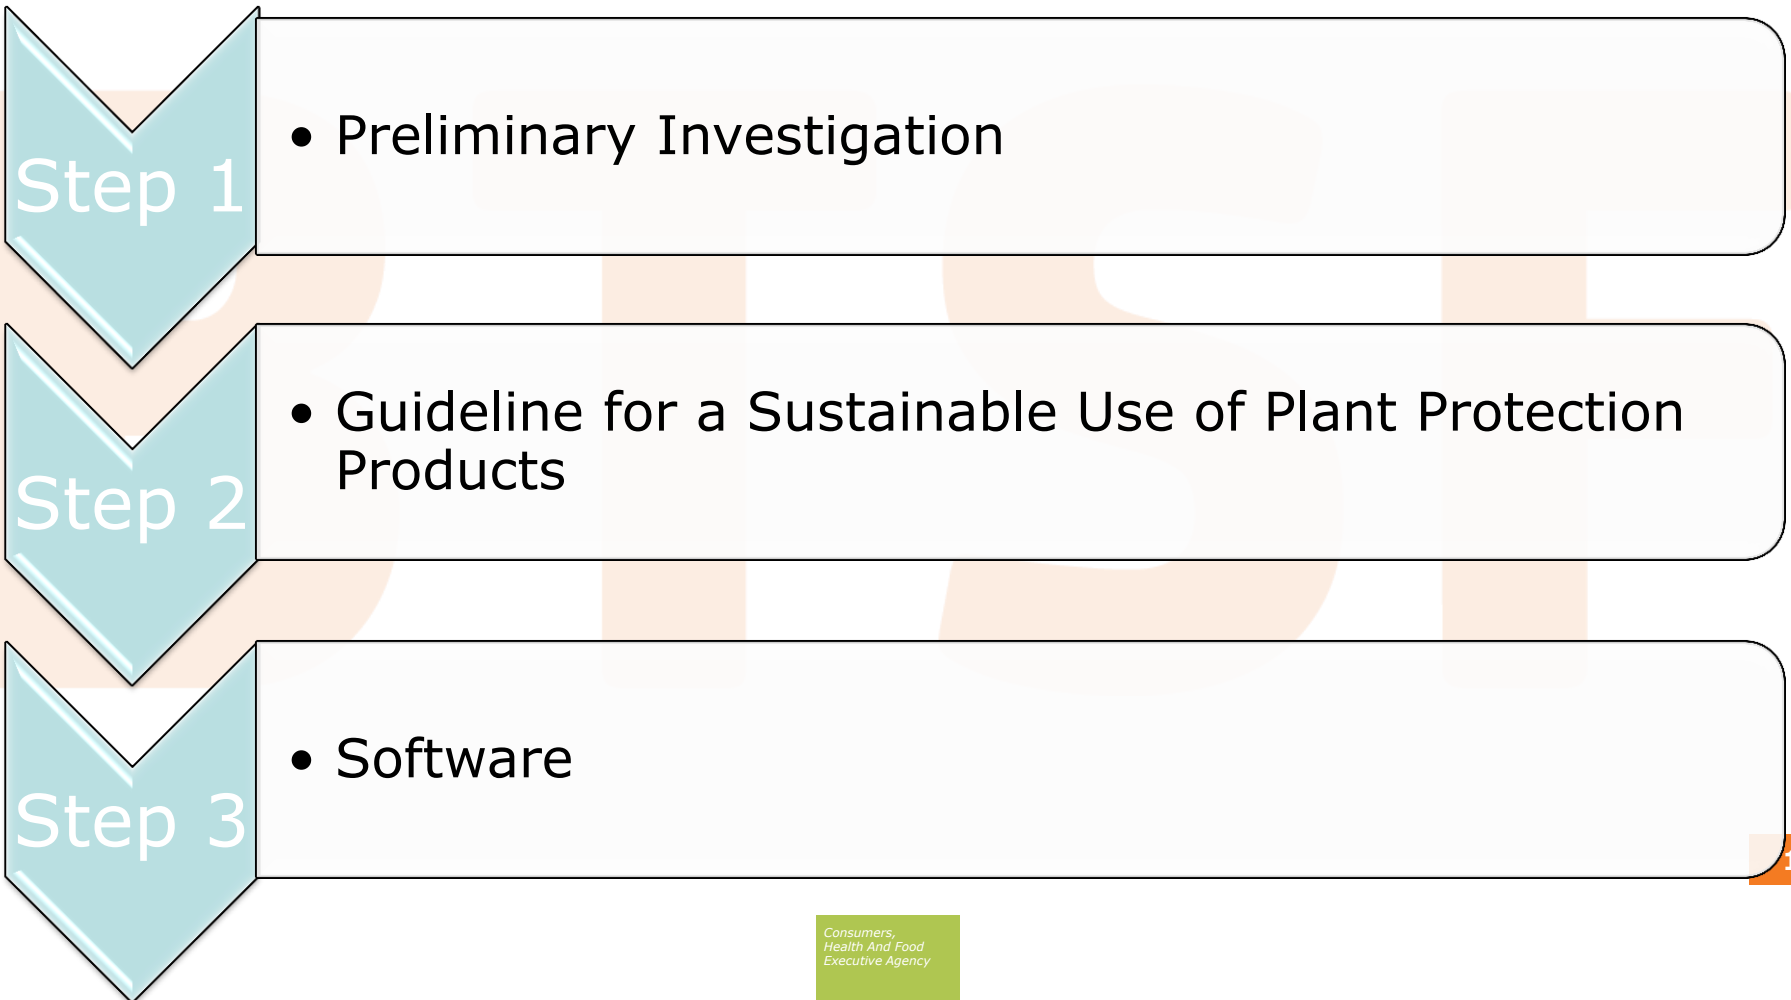 Step 1
• Preliminary Investigation
Step 2
• Guideline for a Sustainable Use of Plant Protection
Products
Step 3
• Software
Consumers,
Health And Food
Executive Agency